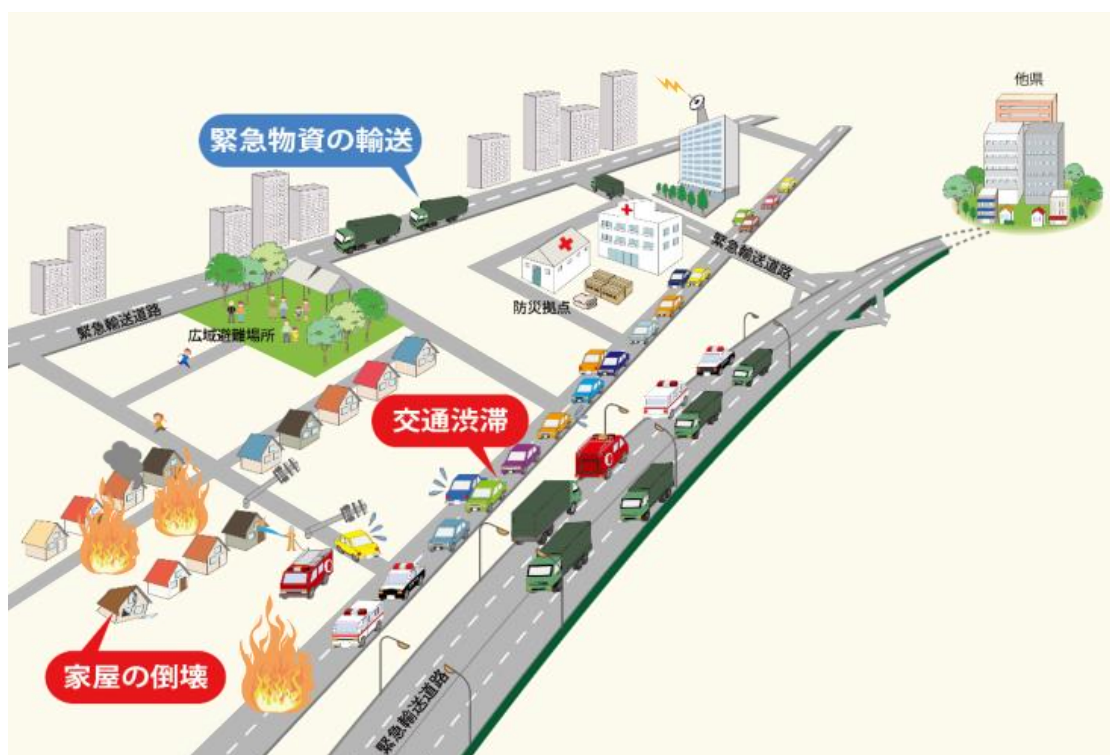 他県
緊急物資の輸送
緊急輸送道路
防災拠点
緊急輸送道路
広域避難場所
交通渋滞
家屋の倒壊
緊急輸送道路